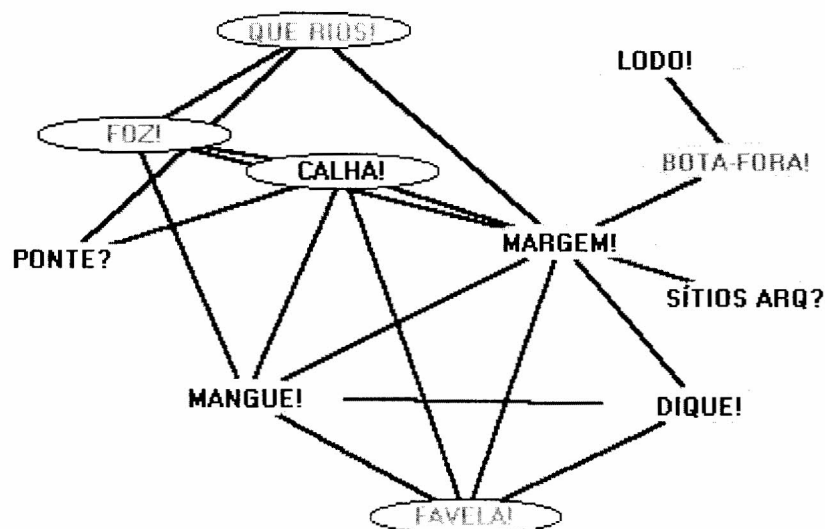 QUE RIOS!
LODO!
FOZ!
BOTA-FORA!
CALHA!
MARGEM!
PONTE?
SÍTIOS ARQ?
MANGUE!
DIQUE!
FAVELA!